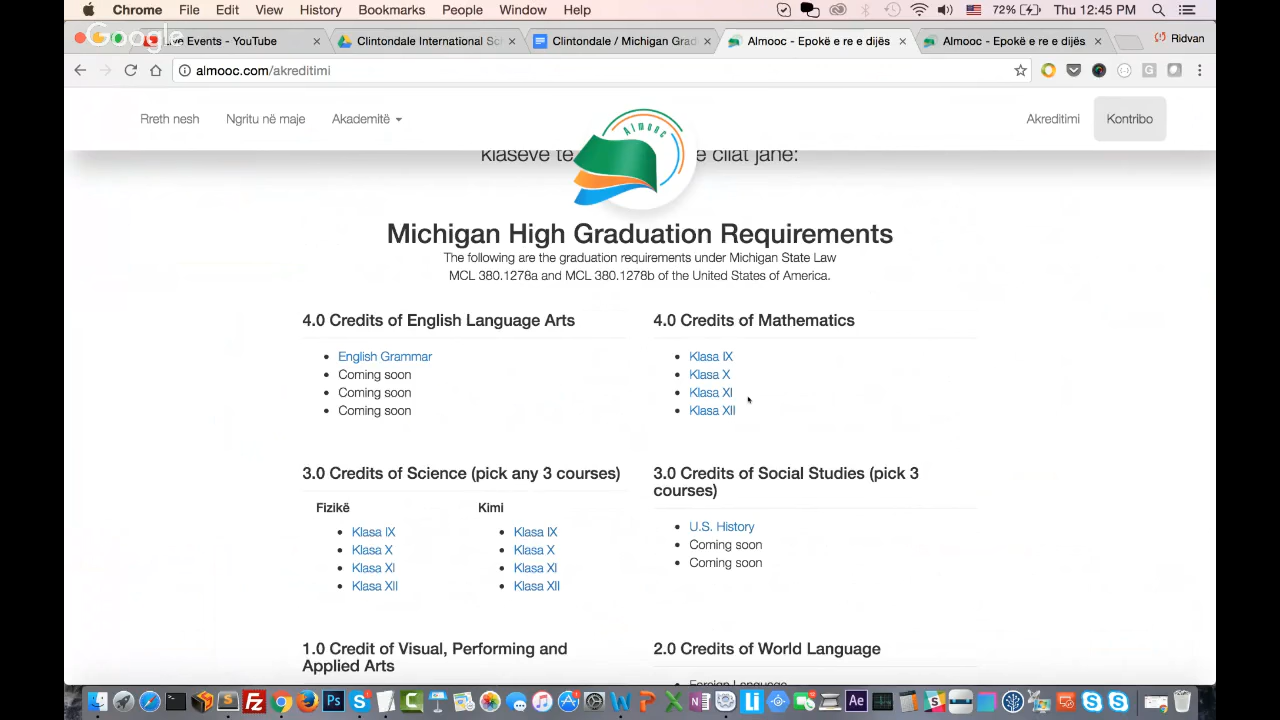 Chrome File Edit View History Bookmarks People Window Help 72% Thu 12:45 PM
Google
Live Events - YouTube Clintondale International Sc Clintondale / Michigan Grad Almooc - Epokë e re e dijës Almooc - Epokë e re e dijës Ridvan
almooc.com/akreditimi
Rreth nesh Ngritu në maje Akademitë Almooc Akreditimi Kontribo
klaseve të e cilat janë:
Michigan High Graduation Requirements
The following are the graduation requirements under Michigan State Law
MCL 380.1278a and MCL 380.1278b of the United States of America.
4.0 Credits of English Language Arts
English Grammar
Coming soon
Coming soon
Coming soon
4.0 Credits of Mathematics
Klasa IX
Klasa X
Klasa XI
Klasa XII
3.0 Credits of Science (pick any 3 courses)
Fizikë
Klasa IX
Klasa X
Klasa XI
Klasa XII
Kimi
Klasa IX
Klasa X
Klasa XI
Klasa XII
3.0 Credits of Social Studies (pick 3
courses)
U.S. History
Coming soon
Coming soon
1.0 Credit of Visual, Performing and
Applied Arts
2.0 Credits of World Language
Foreign Language